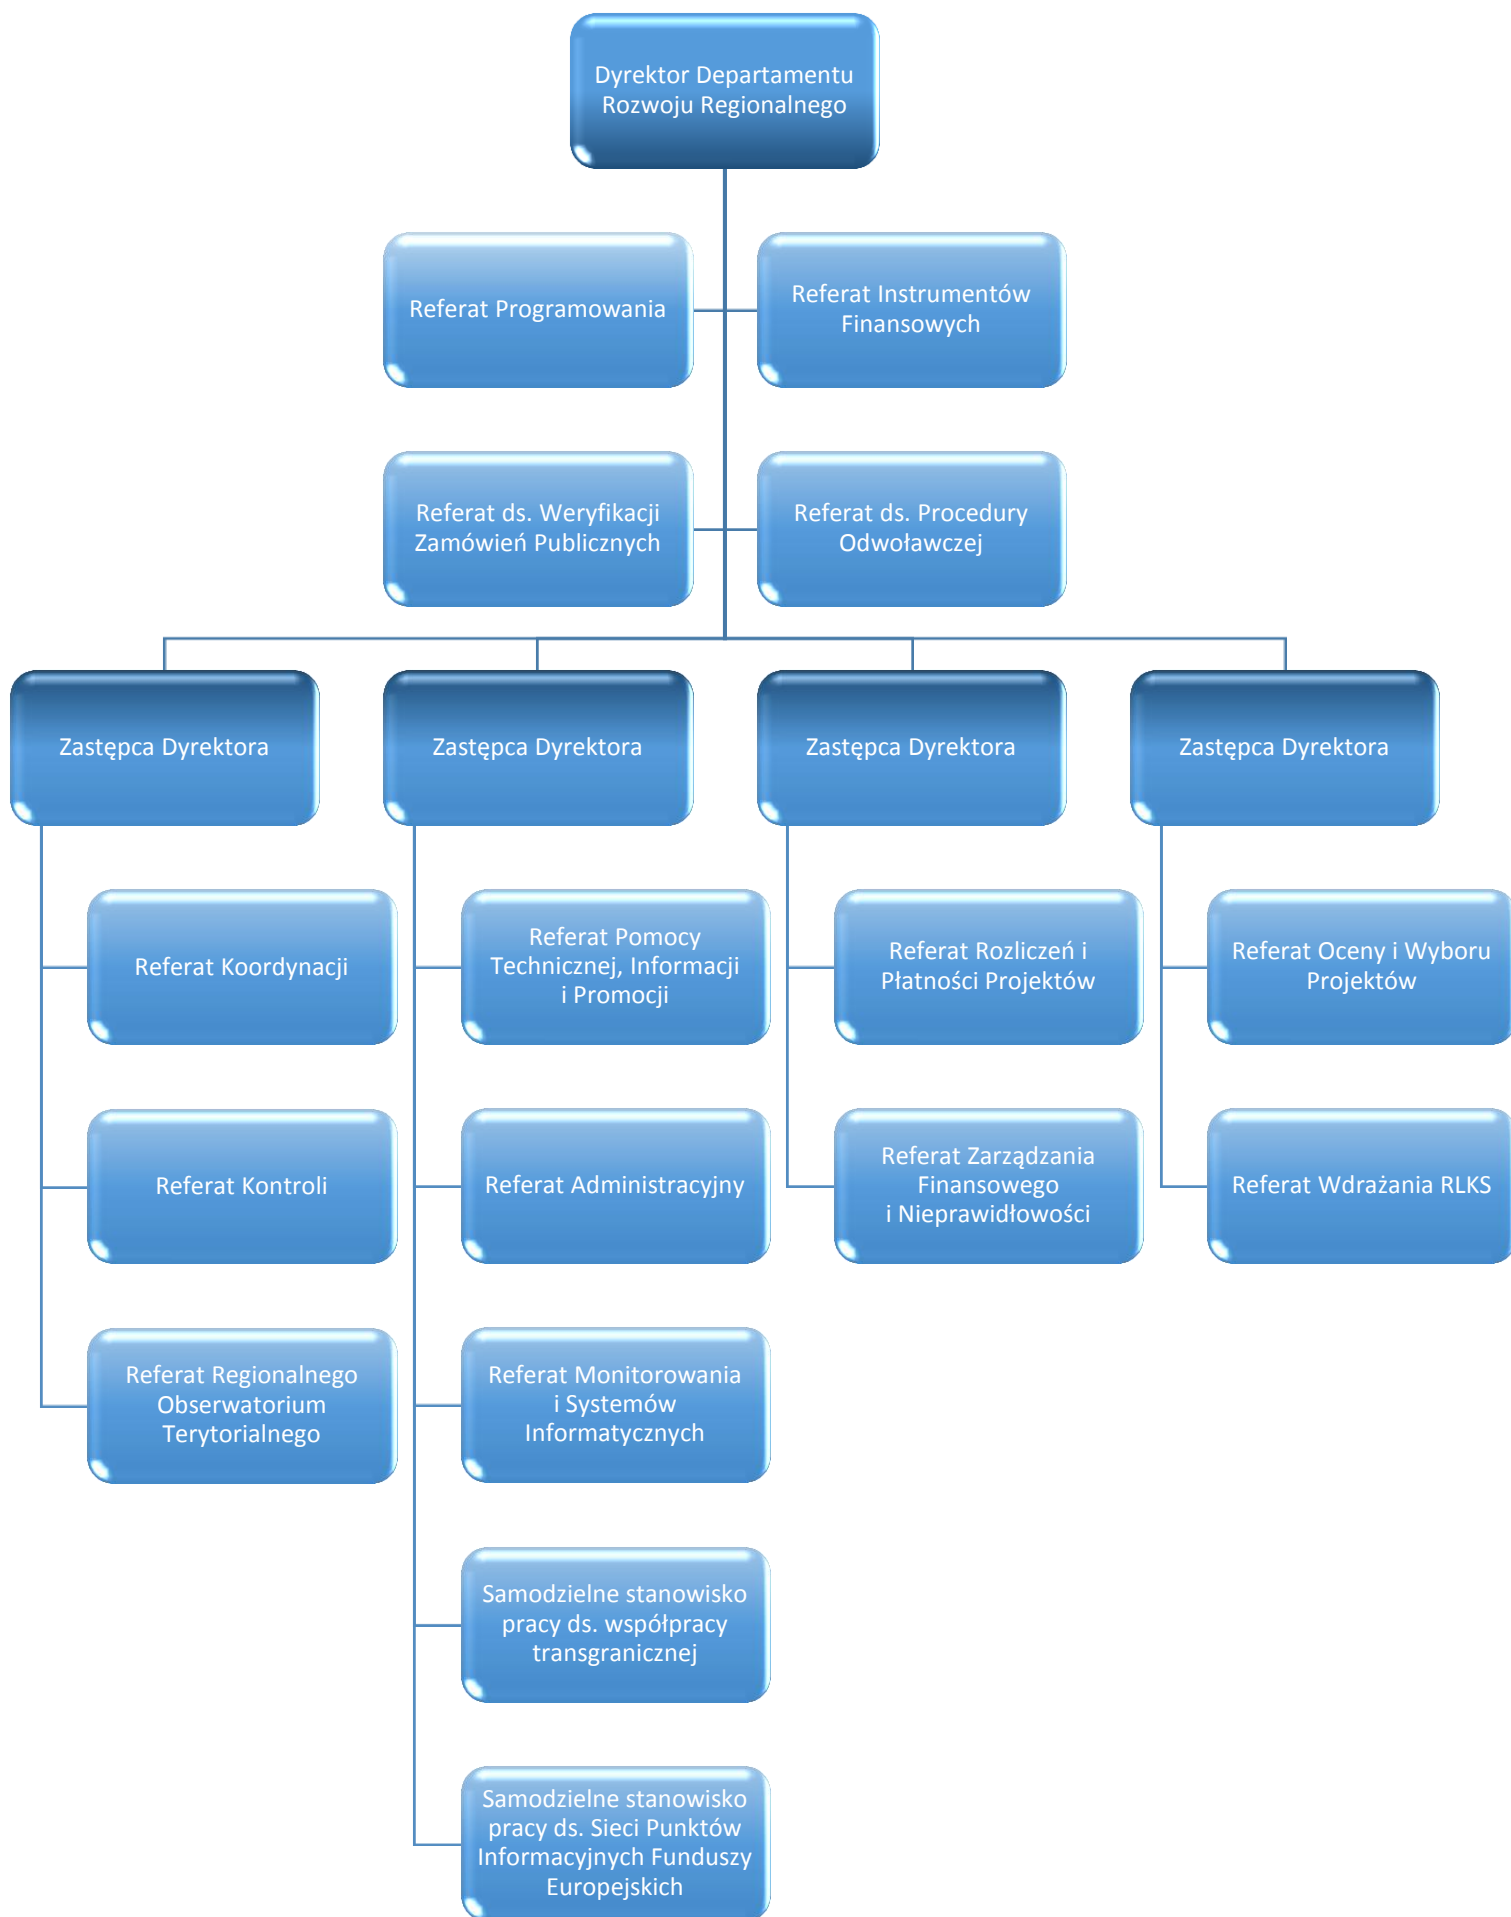 Dyrektor Departamentu
Rozwoju Regionalnego
Referat Programowania
Referat Instrumentów
Finansowych
Referat ds. Weryfikacji
Zamówień Publicznych
Referat ds. Procedury
Odwoławczej
Zastępca Dyrektora
Zastępca Dyrektora
Zastępca Dyrektora
Zastępca Dyrektora
Referat Koordynacji
Referat Kontroli
Referat Regionalnego
Obserwatorium
Terytorialnego
Referat Pomocy
Technicznej, Informacji
i Promocji
Referat Administracyjny
Referat Monitorowania
i Systemów
Informatycznych
Samodzielne stanowisko
pracy ds. współpracy
transgranicznej
Samodzielne stanowisko
pracy ds. Sieci Punktów
Informacyjnych Funduszy
Europejskich
Referat Rozliczeń i
Płatności Projektów
Referat Zarządzania
Finansowego
i Nieprawidłowości
Referat Oceny i Wyboru
Projektów
Referat Wdrażania RLKS